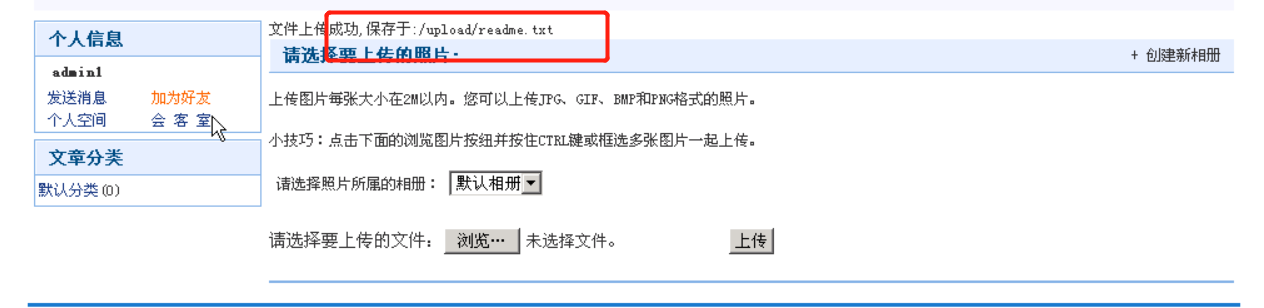 文件上传成功,保存于:/upload/readme.txt
个人信息
请选择要上传的照片:
+ 创建新相册
admin1
发送消息 加为好友
个人空间 会 客 室
上传图片每张大小在2M以内。您可以上传JPG、GIF、BMP和PNG格式的照片。
小技巧:点击下面的浏览图片按钮并按住CTRL键或框选多张图片一起上传。
文章分类
默认分类(0)
请选择照片所属的相册: 默认相册
请选择要上传的文件: 浏览… 未选择文件。 上传